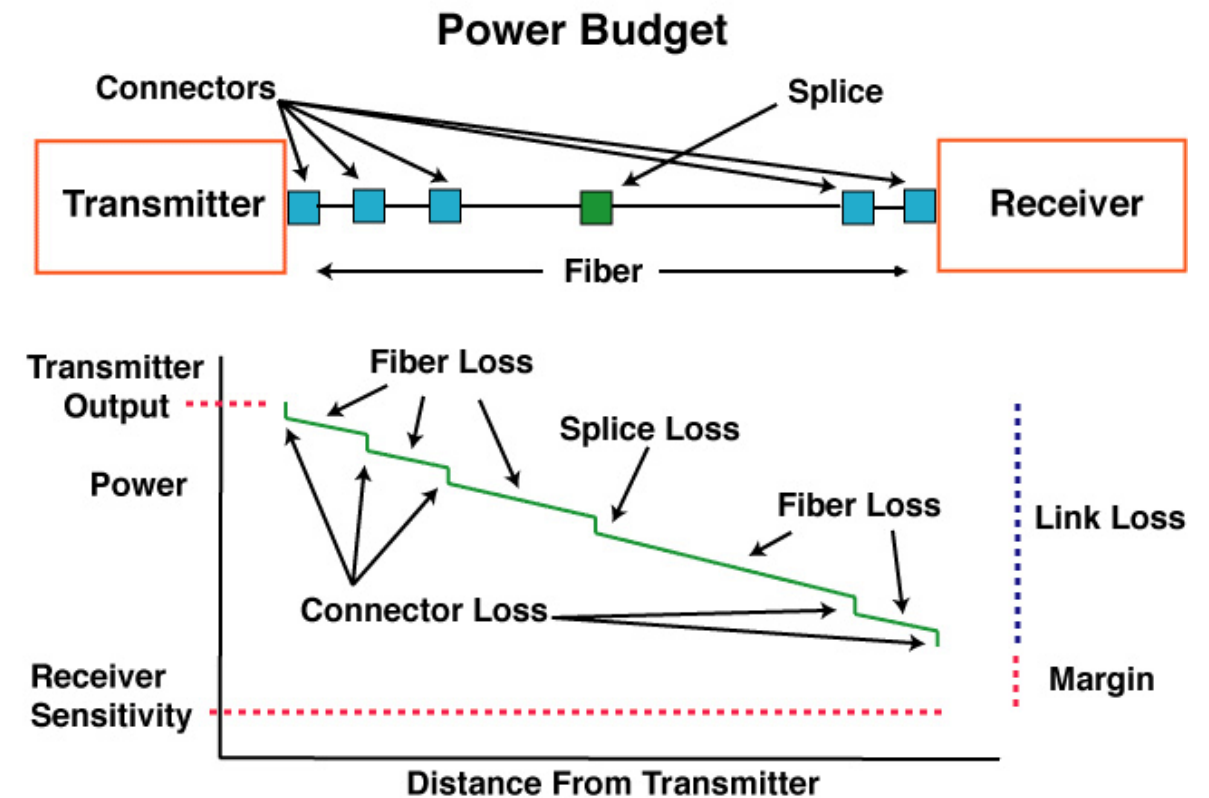 Power Budget
Connectors
Splice
Transmitter
Receiver
Fiber
Transmitter
Output
Fiber Loss
Splice Loss
Power
Fiber Loss
Link Loss
Connector Loss
Receiver
Sensitivity
Margin
Distance From Transmitter